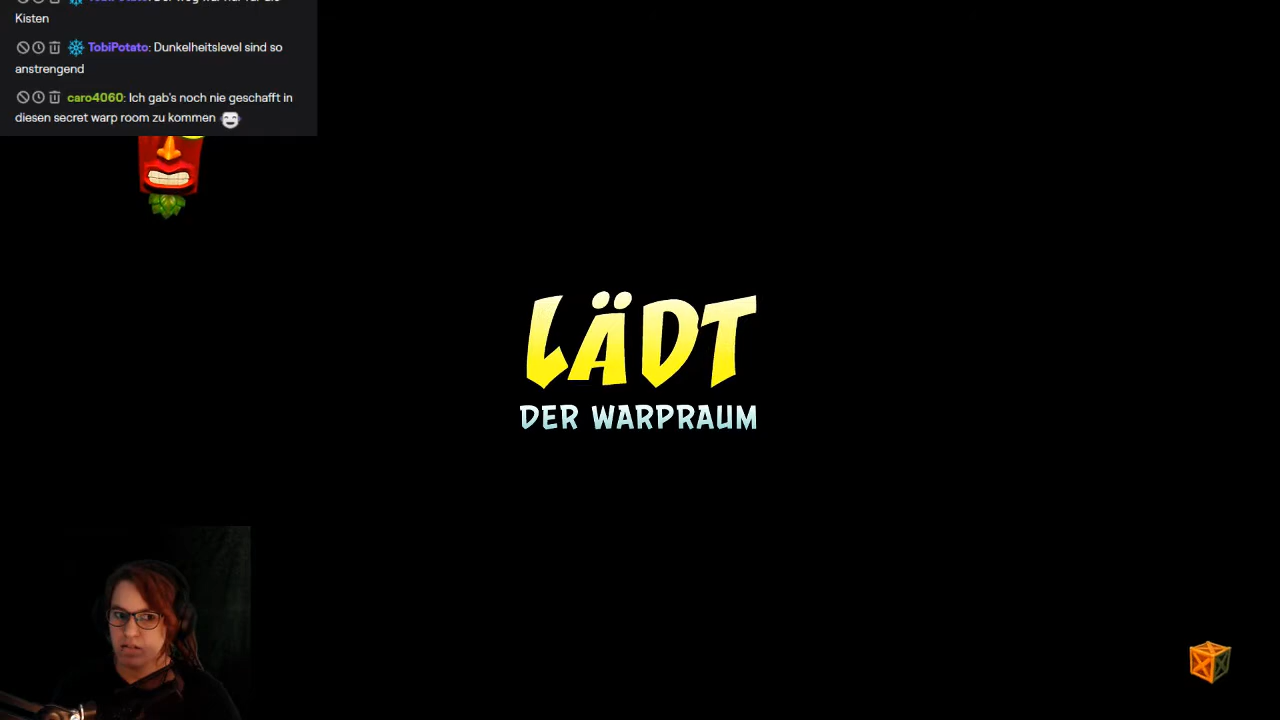 Kisten
TobiPotato: Dunkelheitslevel sind so
anstrengend
caro4060: Ich gab's noch nie geschafft in
diesen secret warp room zu kommen
LÄDT
DER WARPRAUM